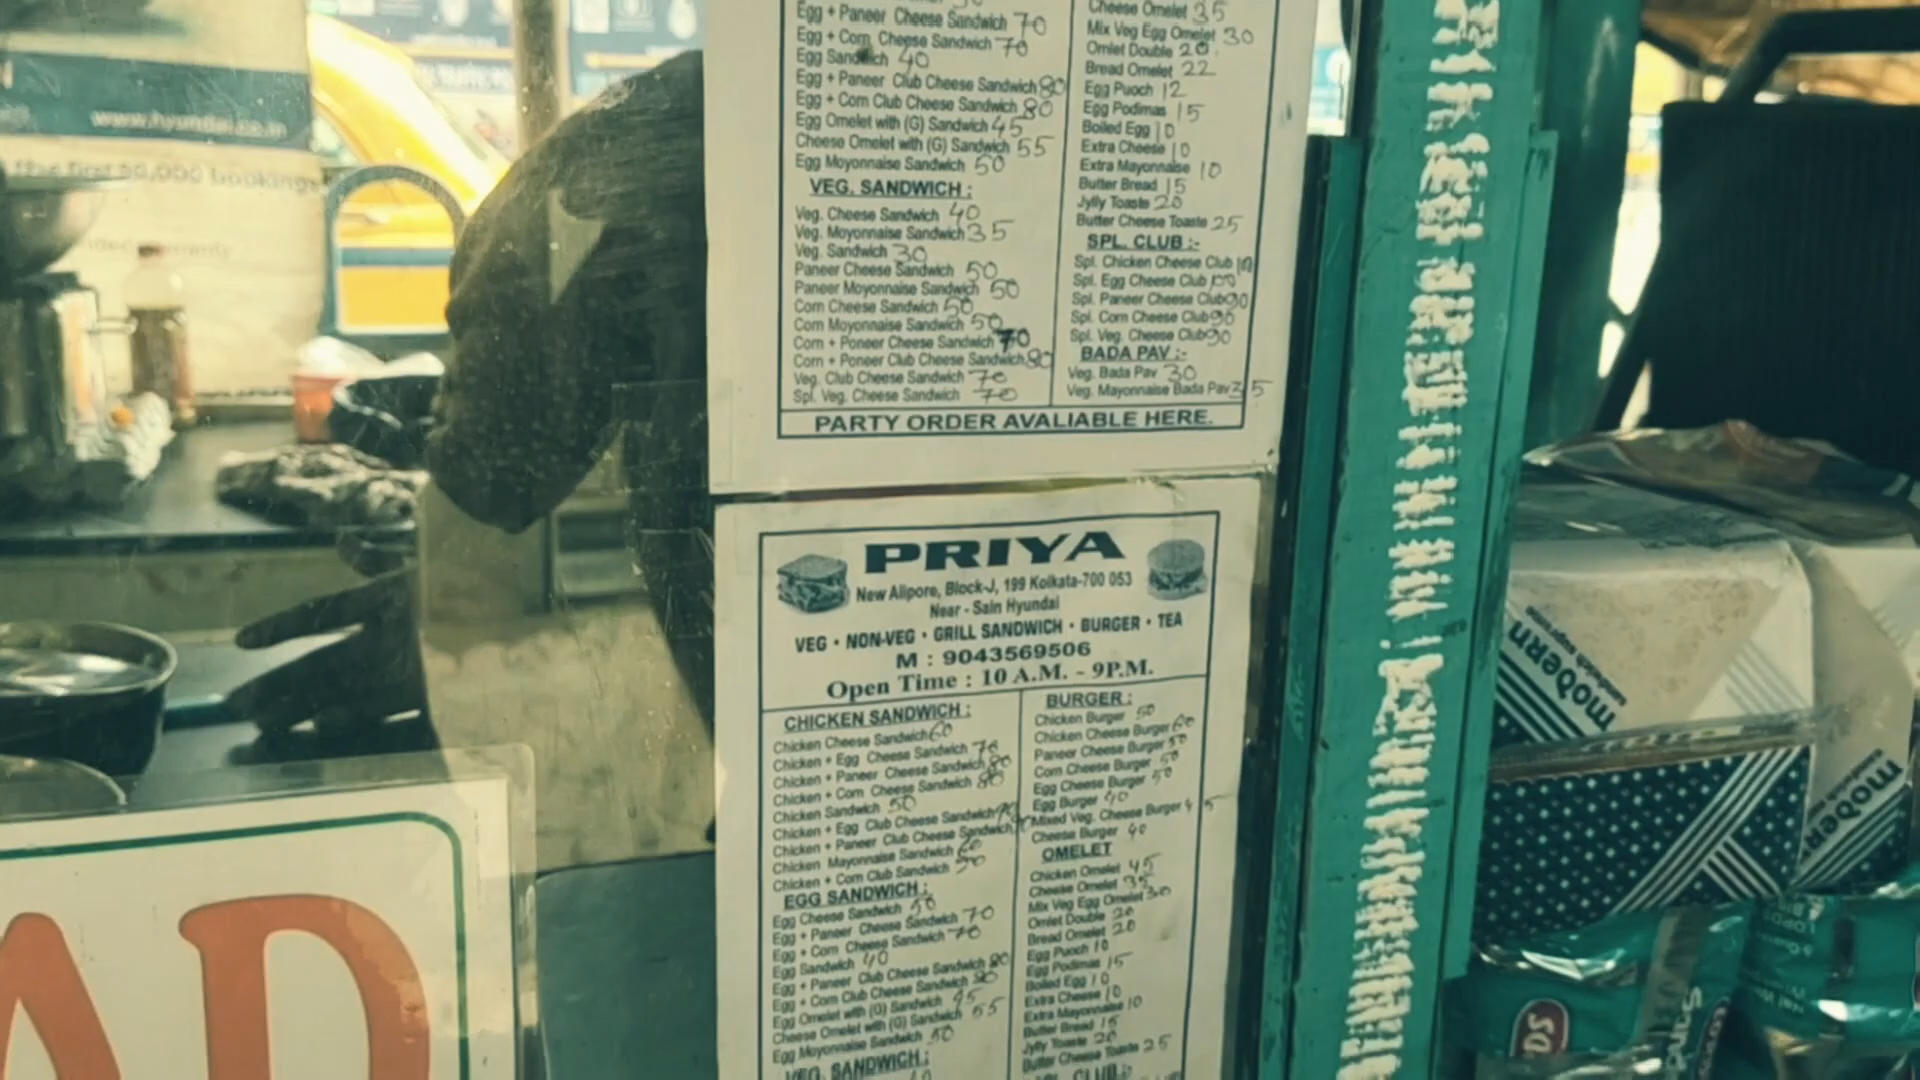 www.hyundai.co.in
the first 50,000 bookings
Egg + Paneer Cheese Sandwich 70
Egg + Corn Cheese Sandwich 70
Egg Sandwich 40
Egg + Paneer Club Cheese Sandwich 80
Egg + Corn Club Cheese Sandwich 80
Egg Omelet with (G) Sandwich 45
Cheese Omelet with (G) Sandwich 55
Egg Moyonnaise Sandwich 50
VEG. SANDWICH :
Veg. Cheese Sandwich 40
Veg. Moyonnaise Sandwich 35
Veg. Sandwich 30
Paneer Cheese Sandwich 50
Paneer Moyonnaise Sandwich 50
Corn Cheese Sandwich 50
Corn Moyonnaise Sandwich 50
Corn + Poneer Cheese Sandwich 70
Corn + Poneer Club Cheese Sandwich 80
Veg. Club Cheese Sandwich 70
Spl. Veg. Cheese Sandwich 70
Cheese Omelet 35
Mix Veg Egg Omelet 30
Omlet Double 20
Bread Omelet 22
Egg Puoch 12
Egg Podimas 15
Boiled Egg 10
Extra Cheese 10
Extra Mayonnaise 10
Butter Bread 15
Jylly Toaste 20
Butter Cheese Toaste 25
SPL. CLUB :-
Spl. Chicken Cheese Club
Spl. Egg Cheese Club 100
Spl. Paneer Cheese Club 90
Spl. Corn Cheese Club 90
Spl. Veg. Cheese Club 90
BADA PAV :-
Veg. Bada Pav 30
Veg. Mayonnaise Bada Pav 35
PARTY ORDER AVALIABLE HERE.
PRIYA
New Alipore, Block-J, 199 Kolkata-700 053
Near - Sain Hyundai
VEG • NON-VEG • GRILL SANDWICH • BURGER • TEA
M : 9043569506
Open Time : 10 A.M. - 9P.M.
CHICKEN SANDWICH :
Chicken Cheese Sandwich 60
Chicken + Egg Cheese Sandwich 70
Chicken + Paneer Cheese Sandwich 80
Chicken + Corn Cheese Sandwich 80
Chicken Sandwich 50
Chicken + Egg Club Cheese Sandwich
Chicken + Paneer Club Cheese Sandwich
Chicken Mayonnaise Sandwich 60
Chicken + Corn Club Sandwich 90
EGG SANDWICH :
Egg Cheese Sandwich 50
Egg + Paneer Cheese Sandwich 70
Egg + Corn Cheese Sandwich 70
Egg Sandwich 40
Egg + Paneer Club Cheese Sandwich 80
Egg + Corn Club Cheese Sandwich 80
Egg Omelet with (G) Sandwich 45
Cheese Omelet with (G) Sandwich 55
Egg Moyonnaise Sandwich 50
VEG. SANDWICH :
BURGER :
Chicken Burger 50
Chicken Cheese Burger 60
Paneer Cheese Burger 50
Corn Cheese Burger 50
Egg Cheese Burger 50
Egg Burger 40
Mixed Veg. Cheese Burger 45
Cheese Burger 40
OMELET
Chicken Omelet 45
Cheese Omelet 35
Mix Veg Egg Omelet 30
Omlet Double 20
Bread Omelet 20
Egg Puoch 10
Egg Podimas 15
Boiled Egg 10
Extra Cheese 10
Extra Mayonnaise 10
Butter Bread 15
Jylly Toaste 20
Butter Cheese Toaste 25
CLUB :-
AD
modern
modern